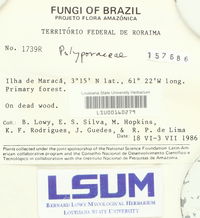 FUNGI OF BRAZIL
PROJETO FLORA AMAZÔNICA
TERRITÓRIO FEDERAL DE RORAIMA
No. 1739R Polyporaceae 157686
Ilha de Maracá, 3°15' N lat., 61° 22'W long.
Primary forest.
Louisiana State University Herbarium
On dead wood.
LSU00140279
Col. B. Lowy, E. S. Silva, M. Hopkins,
K. F. Rodrigues, J. Guedes, & R. P. de Lima
18 VI-3 VII 1986
Plants collected under the joint sponsorship of the National Science Foundation Latin American collaborative program and the Conselho Nacional de Desenvolvimento Científico e Tecnológico in collaboration with the Instituto Nacional de Pesquisas da Amazônia.
LSUM
BERNARD LOWY MYCOLOGICAL HERBARIUM
LOUISIANA STATE UNIVERSITY